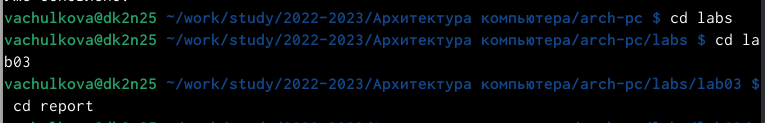 vachulkova@dk2n25 ~/work/study/2022-2023/Архитектура компьютера/arch-pc $ cd labs
vachulkova@dk2n25 ~/work/study/2022-2023/Архитектура компьютера/arch-pc/labs $ cd la
b03
vachulkova@dk2n25 ~/work/study/2022-2023/Архитектура компьютера/arch-pc/labs/lab03 $
cd report